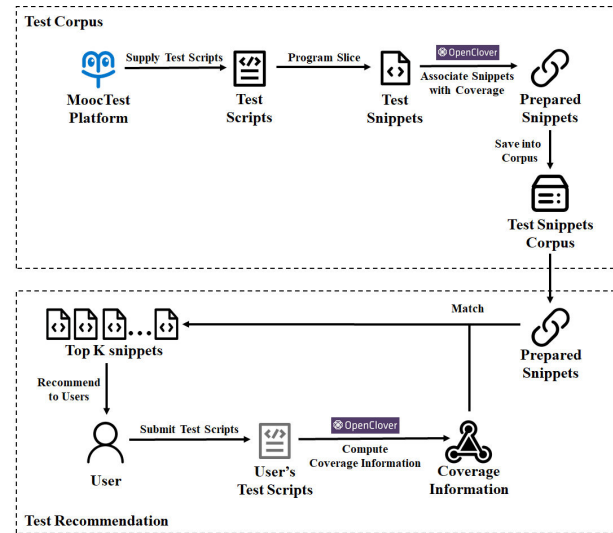 Test Corpus
Supply Test Scripts
Program Slice
OpenClover
Associate Snippets
with Coverage
MoocTest
Platform
Test
Scripts
Test
Snippets
Prepared
Snippets
Save into
Corpus
Test Snippets
Corpus
Match
Top K snippets
Prepared
Snippets
Recommend
to Users
Submit Test Scripts
OpenClover
Compute
Coverage Information
User
User's
Test Scripts
Coverage
Information
Test Recommendation